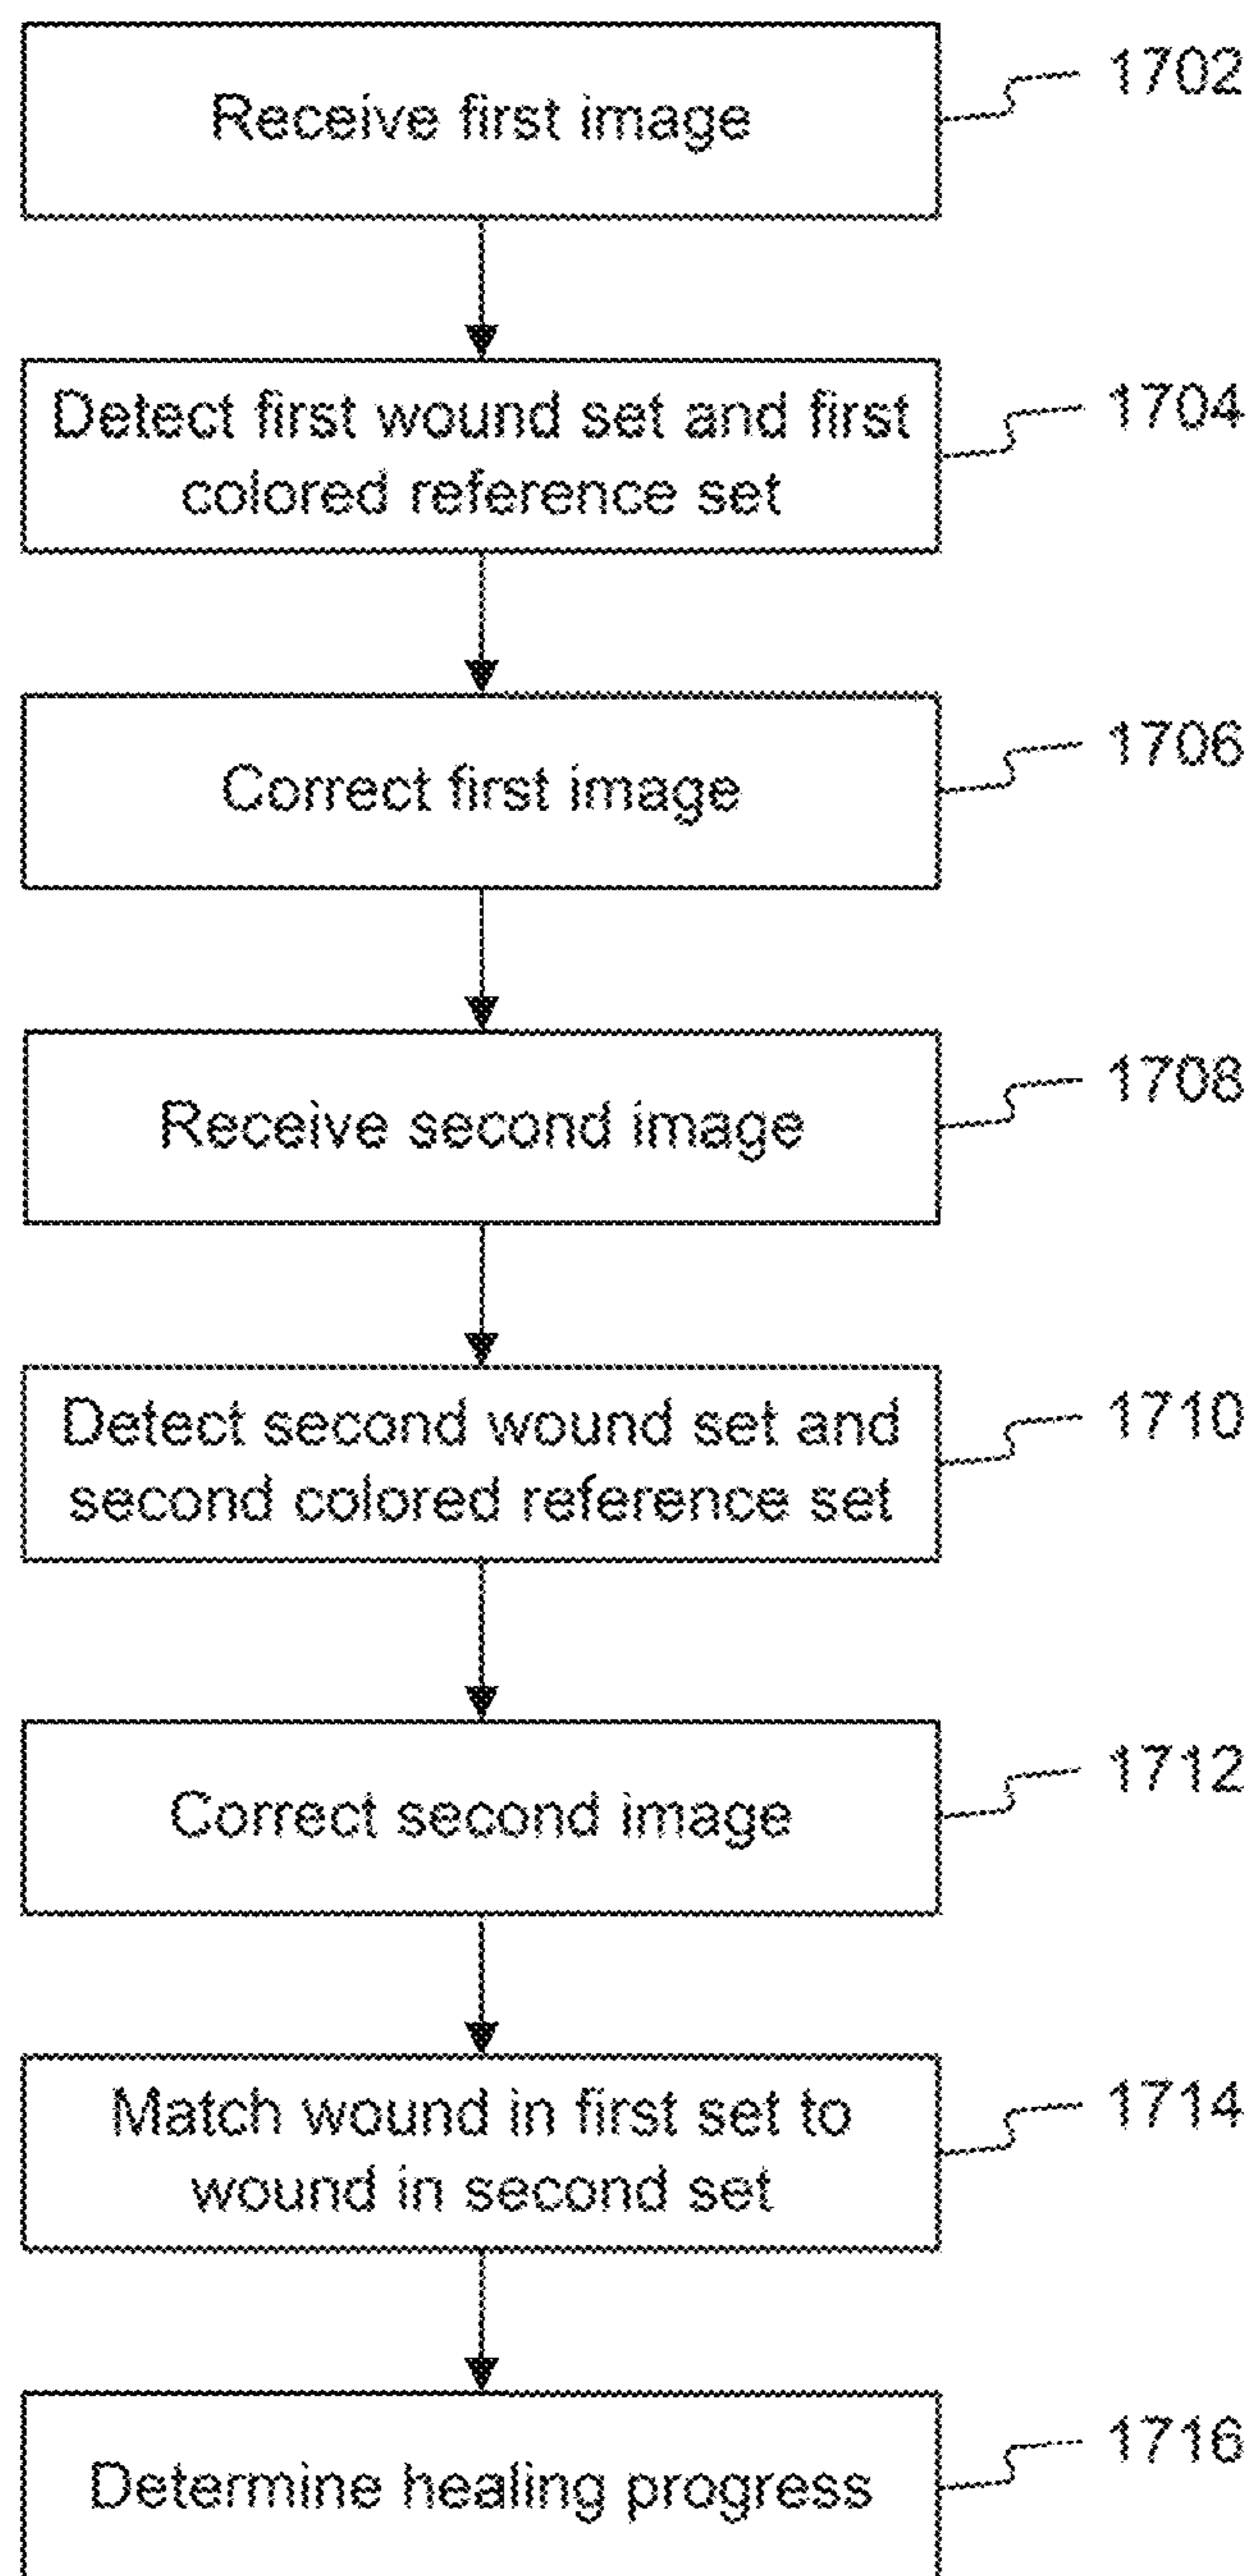 Receive first image
1702
Detect first wound set and first
colored reference set
1704
Correct first image
1706
Receive second image
1708
Detect second wound set and
second colored reference set
1710
Correct second image
1712
Match wound in first set to
wound in second set
1714
Determine healing progress
1716